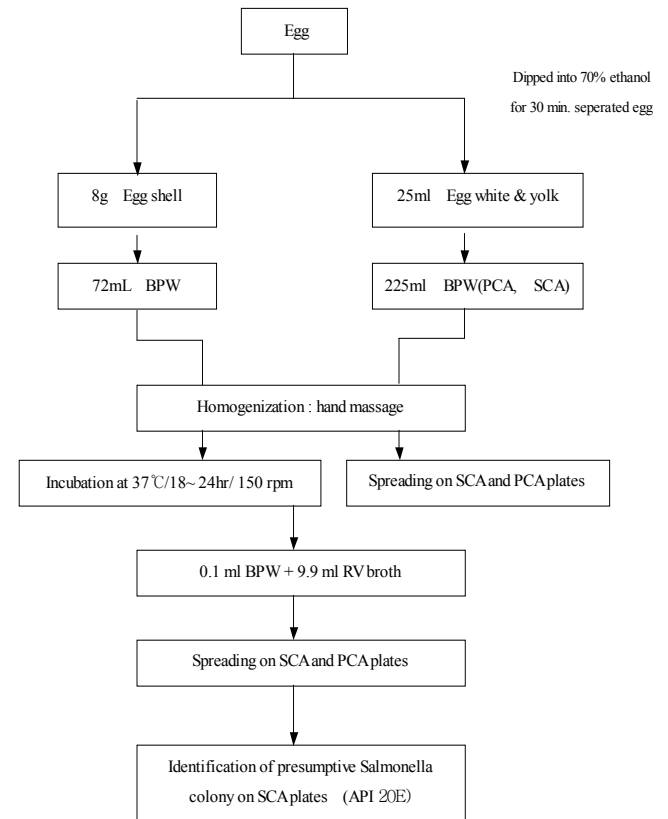 Egg
Dipped into 70% ethanol
for 30 min. seperated egg
8g Egg shell
25ml Egg white & yolk
72mL BPW
225ml BPW(PCA, SCA)
Homogenization : hand massage
Incubation at 37℃/18~24hr/ 150 rpm
Spreading on SCA and PCA plates
0.1 ml BPW + 9.9 ml RV broth
Spreading on SCA and PCA plates
Identification of presumptive Salmonella
colony on SCA plates (API 20E)